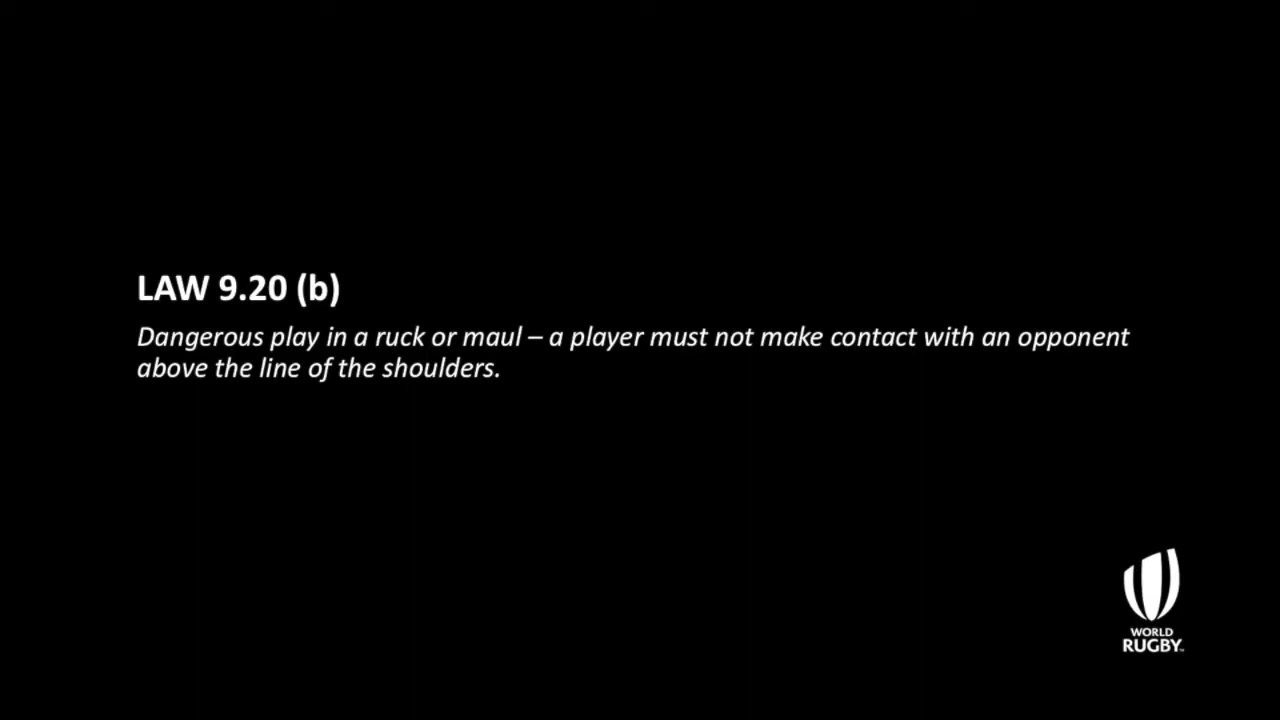 LAW 9.20 (b)
Dangerous play in a ruck or maul – a player must not make contact with an opponent
above the line of the shoulders.
WORLD
RUGBY™